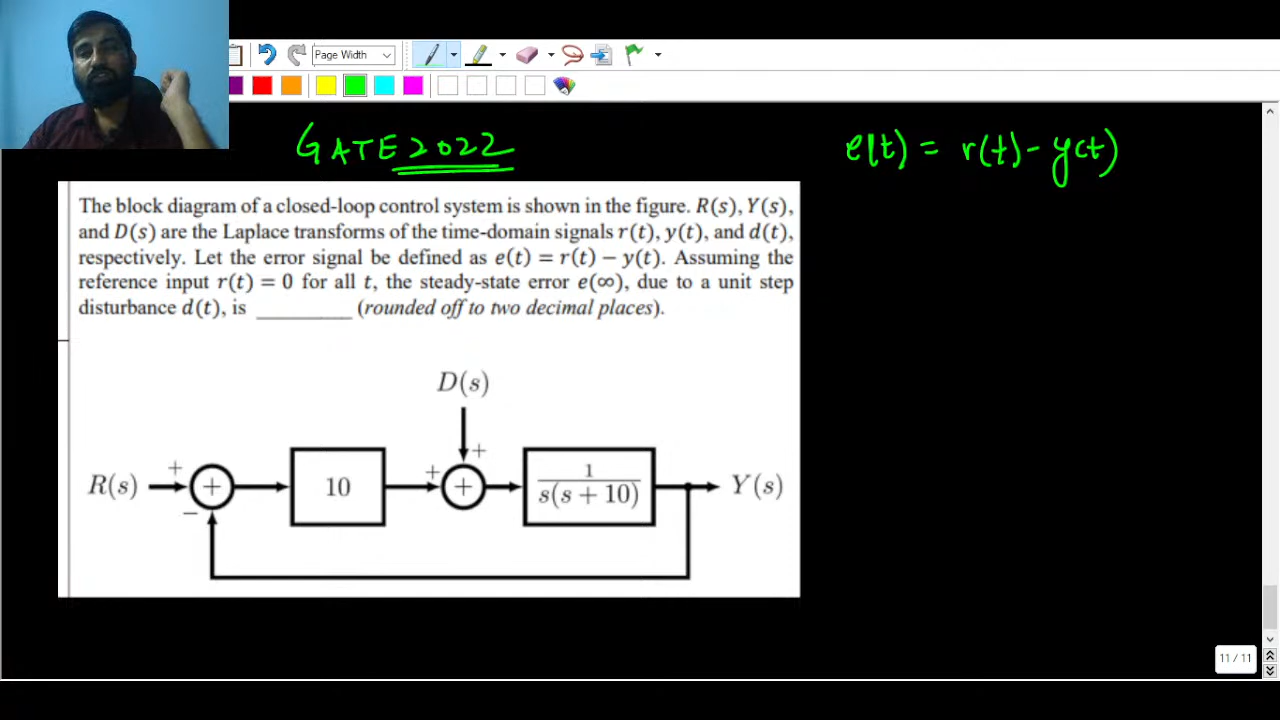 Page Width
GATE 2022
e(t) = r(t) - y(t)
The block diagram of a closed-loop control system is shown in the figure. R(s), Y(s),
and D(s) are the Laplace transforms of the time-domain signals r(t), y(t), and d(t),
respectively. Let the error signal be defined as e(t) = r(t) − y(t). Assuming the
reference input r(t) = 0 for all t, the steady-state error e(∞), due to a unit step
disturbance d(t), is __________ (rounded off to two decimal places).
D(s)
+
R(s) + + − 10 + + 1/s(s + 10) Y(s)
11 / 11